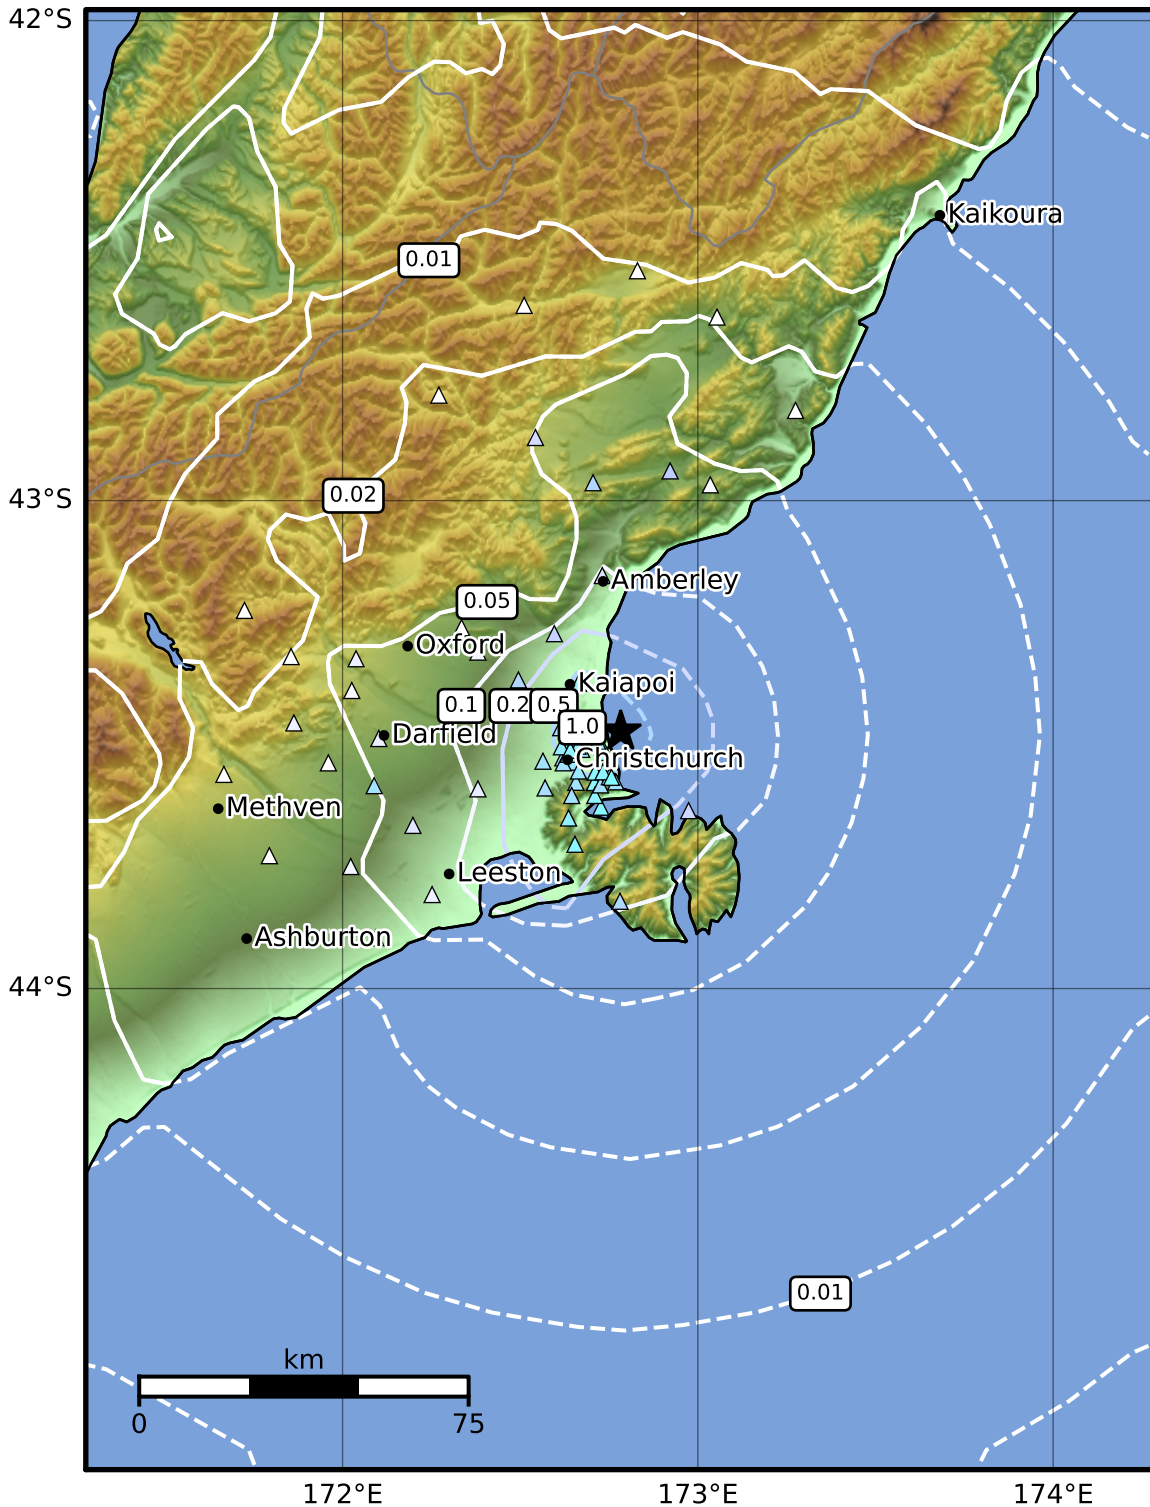 42°S
Kaikoura
0.01
43°S
0.02
Amberley
0.05
Oxford
Kaiapoi
0.1
0.2
0.5
1.0
Darfield
Christchurch
Methven
Leeston
Ashburton
44°S
0.01
km
0
75
172°E
173°E
174°E